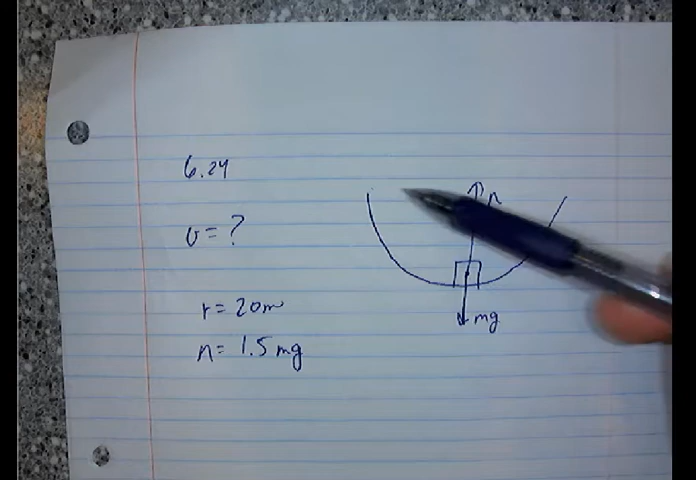 6.24
n
v = ?
r = 20m
mg
n = 1.5 mg